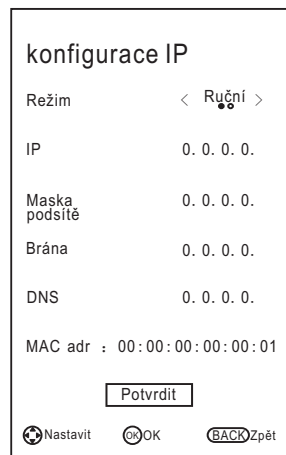 konfigurace IP
Režim < Ruční >
IP 0. 0. 0. 0.
Maska podsítě 0. 0. 0. 0.
Brána 0. 0. 0. 0.
DNS 0. 0. 0. 0.
MAC adr : 00:00:00:00:00:01
Potvrdit
Nastavit OK OK BACK Zpět